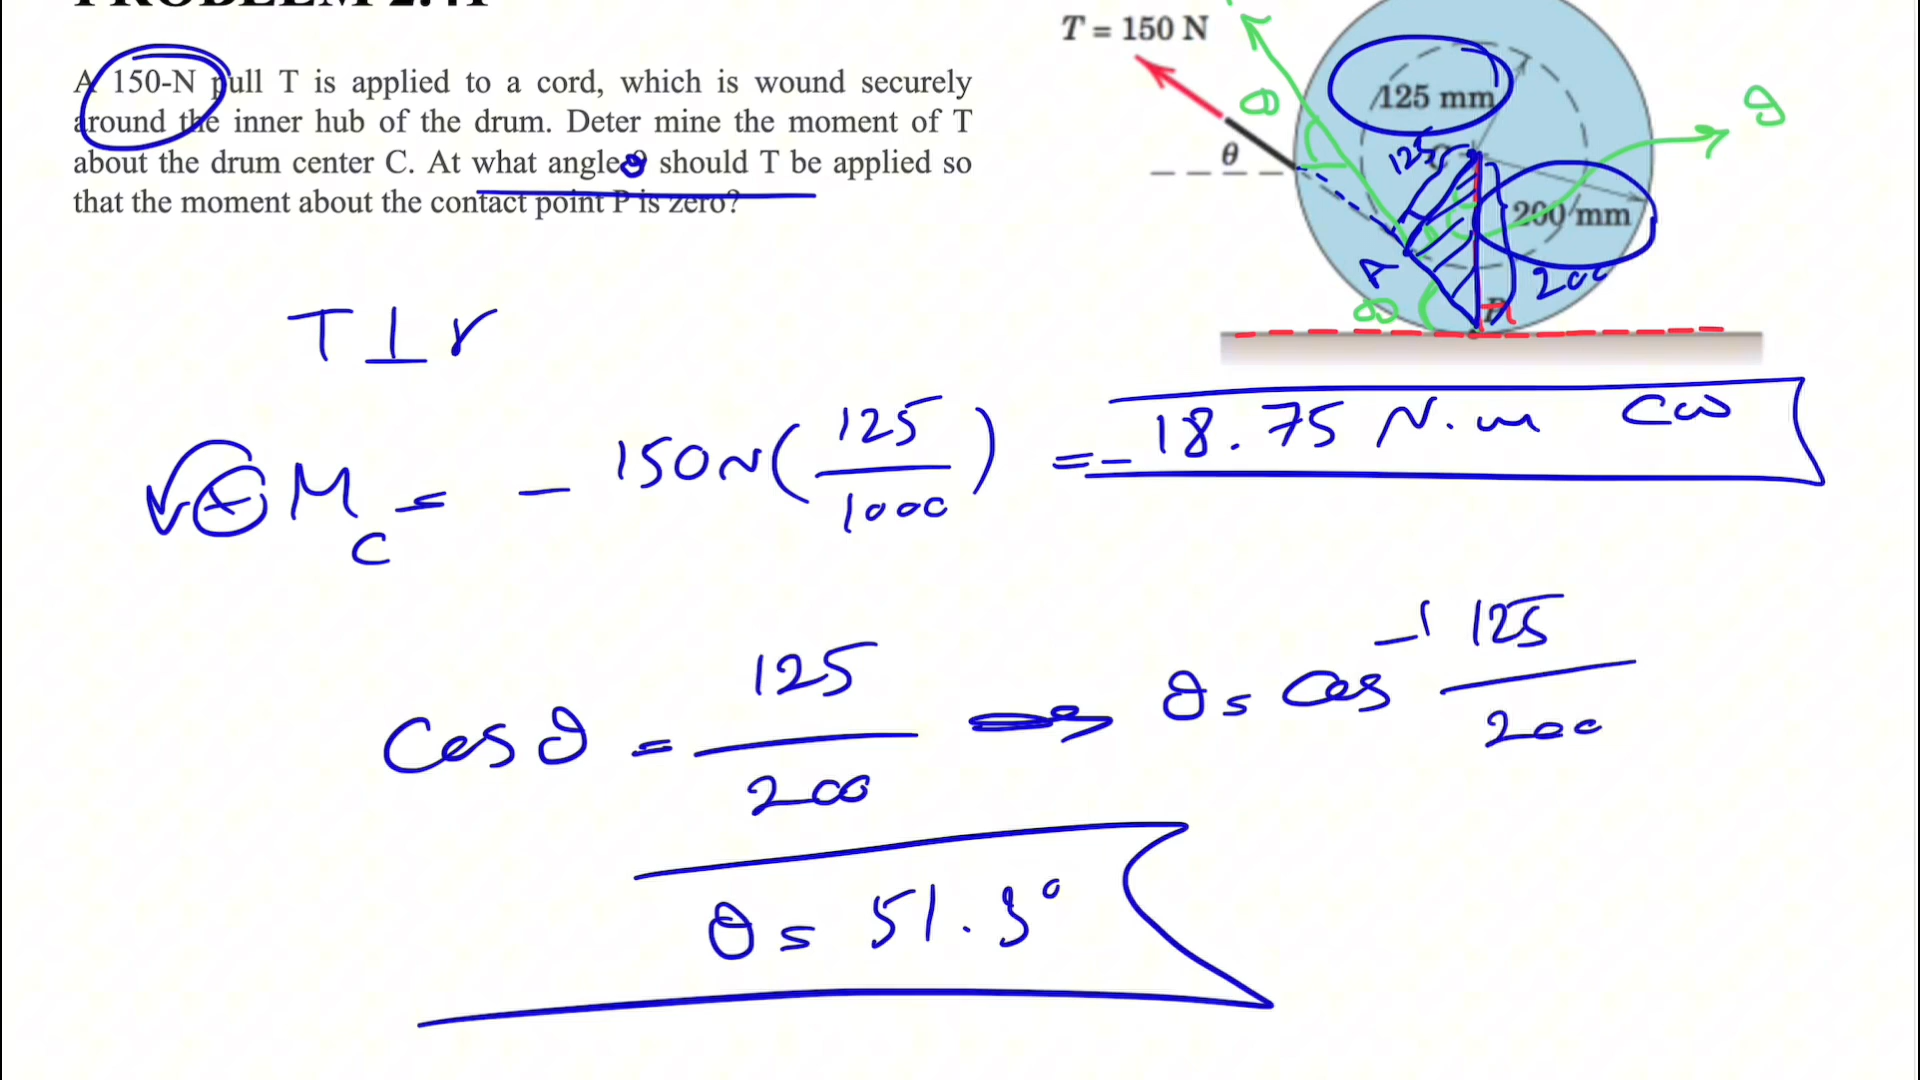 PROBLEM 2.41
A 150-N pull T is applied to a cord, which is wound securely
around the inner hub of the drum. Deter mine the moment of T
about the drum center C. At what angle θ should T be applied so
that the moment about the contact point P is zero?
T = 150 N
θ
θ
125 mm
θ
125
C
200 mm
A
200
θ
P
T ⊥ r
+ M_C = - 150N(125/1000) = - 18.75 N.m CW
Cos θ = 125/200 ⇒ θ = Cos⁻¹ 125/200
θ = 51.3°